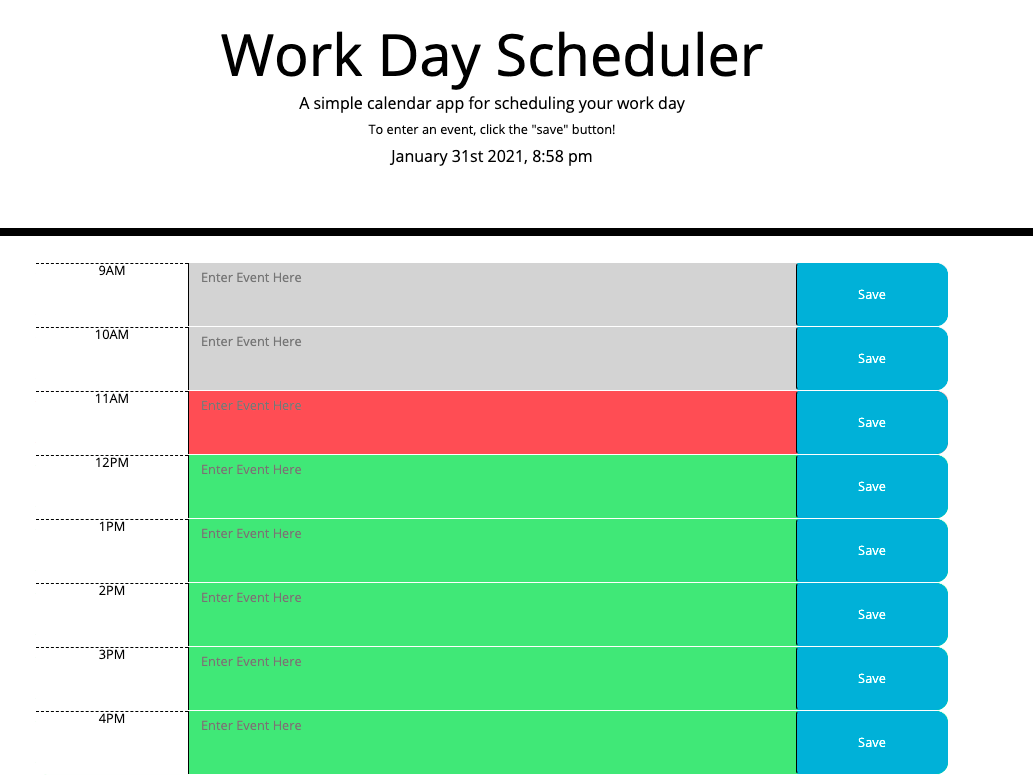 Work Day Scheduler
A simple calendar app for scheduling your work day
To enter an event, click the "save" button!
January 31st 2021, 8:58 pm
9AM Enter Event Here Save
10AM Enter Event Here Save
11AM Enter Event Here Save
12PM Enter Event Here Save
1PM Enter Event Here Save
2PM Enter Event Here Save
3PM Enter Event Here Save
4PM Enter Event Here Save